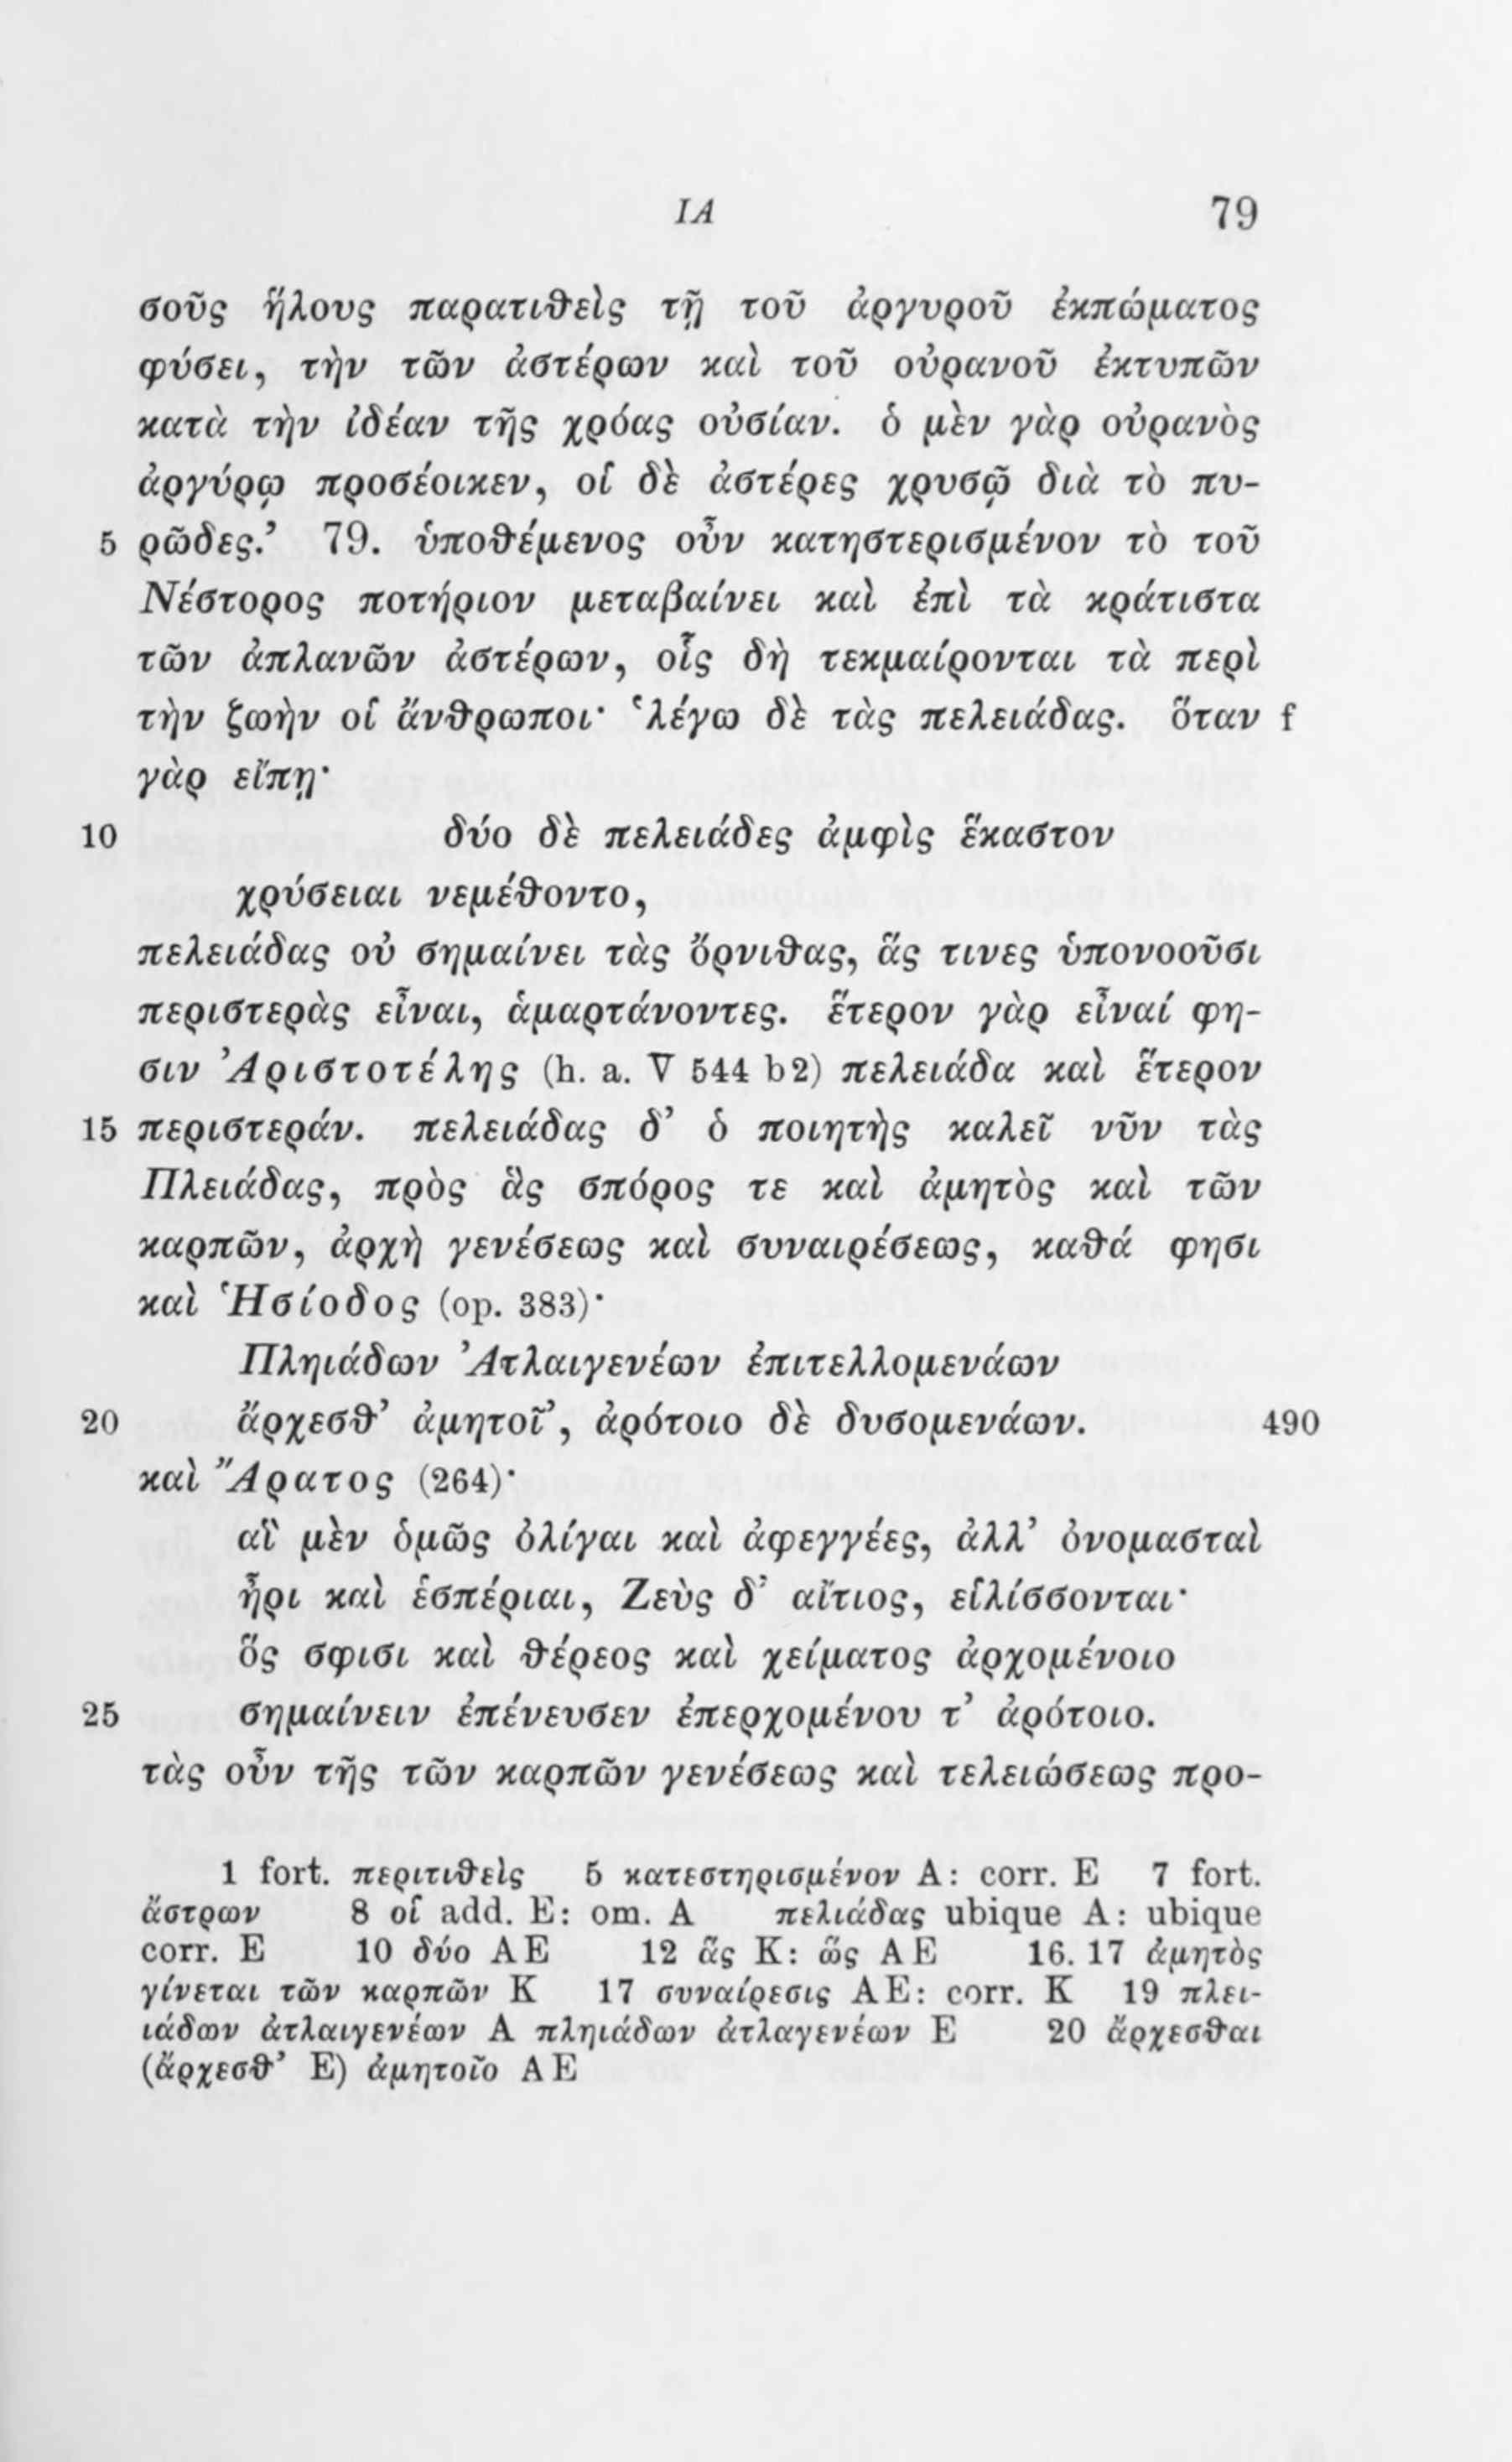 ΙΑ 79
σοῦς ἥλους παρατιθεὶς τῇ τοῦ ἀργυροῦ ἐκπώματος
φύσει, τὴν τῶν ἀστέρων καὶ τοῦ οὐρανοῦ ἐκτυπῶν
κατὰ τὴν ἰδέαν τῆς χρόας οὐσίαν. ὁ μὲν γὰρ οὐρανὸς
ἀργύρῳ προσέοικεν, οἱ δὲ ἀστέρες χρυσῷ διὰ τὸ πυ-
5 ρῶδες.’ 79. ὑποθέμενος οὖν κατηστερισμένον τὸ τοῦ
Νέστορος ποτήριον μεταβαίνει καὶ ἐπὶ τὰ κράτιστα
τῶν ἀπλανῶν ἀστέρων, οἷς δὴ τεκμαίρονται τὰ περὶ
τὴν ζωὴν οἱ ἄνθρωποι· ‘λέγω δὲ τὰς πελειάδας. ὅταν f
γὰρ εἴπῃ·
10 δύο δὲ πελειάδες ἀμφὶς ἕκαστον
χρύσειαι νεμέθοντο,
πελειάδας οὐ σημαίνει τὰς ὄρνιθας, ἅς τινες ὑπονοοῦσι
περιστερὰς εἶναι, ἁμαρτάνοντες. ἕτερον γὰρ εἶναί φη-
σιν Ἀριστοτέλης (h. a. V 544 b 2) πελειάδα καὶ ἕτερον
15 περιστεράν. πελειάδας δ’ ὁ ποιητὴς καλεῖ νῦν τὰς
Πλειάδας, πρὸς ἃς σπόρος τε καὶ ἀμητὸς καὶ τῶν
καρπῶν, ἀρχὴ γενέσεως καὶ συναιρέσεως, καθά φησι
καὶ Ἡσίοδος (op. 383)·
Πληιάδων Ἀτλαιγενέων ἐπιτελλομενάων
20 ἄρχεσθ’ ἀμητοῖ’, ἀρότοιο δὲ δυσομενάων. 490
καὶ Ἄρατος (264)·
αἳ μὲν ὁμῶς ὀλίγαι καὶ ἀφεγγέες, ἀλλ’ ὀνομασταὶ
ἦρι καὶ ἑσπέριαι, Ζεὺς δ’ αἴτιος, εἱλίσσονται·
ὅς σφισι καὶ θέρεος καὶ χείματος ἀρχομένοιο
25 σημαίνειν ἐπένευσεν ἐπερχομένου τ’ ἀρότοιο.
τὰς οὖν τῆς τῶν καρπῶν γενέσεως καὶ τελειώσεως προ-
1 fort. περιτιθεὶς 5 κατεστηρισμένον A: corr. E 7 fort.
ἄστρων 8 οἱ add. E: om. A πελιάδας ubique A: ubique
corr. E 10 δύο AE 12 ἅς K: ὥς AE 16. 17 ἀμητὸς
γίνεται τῶν καρπῶν K 17 συναίρεσις AE: corr. K 19 πλει-
ιάδων ἀτλαιγενέων A πληιάδων ἀτλαγενέων E 20 ἄρχεσθαι
(ἄρχεσθ’ E) ἀμητοῖο AE